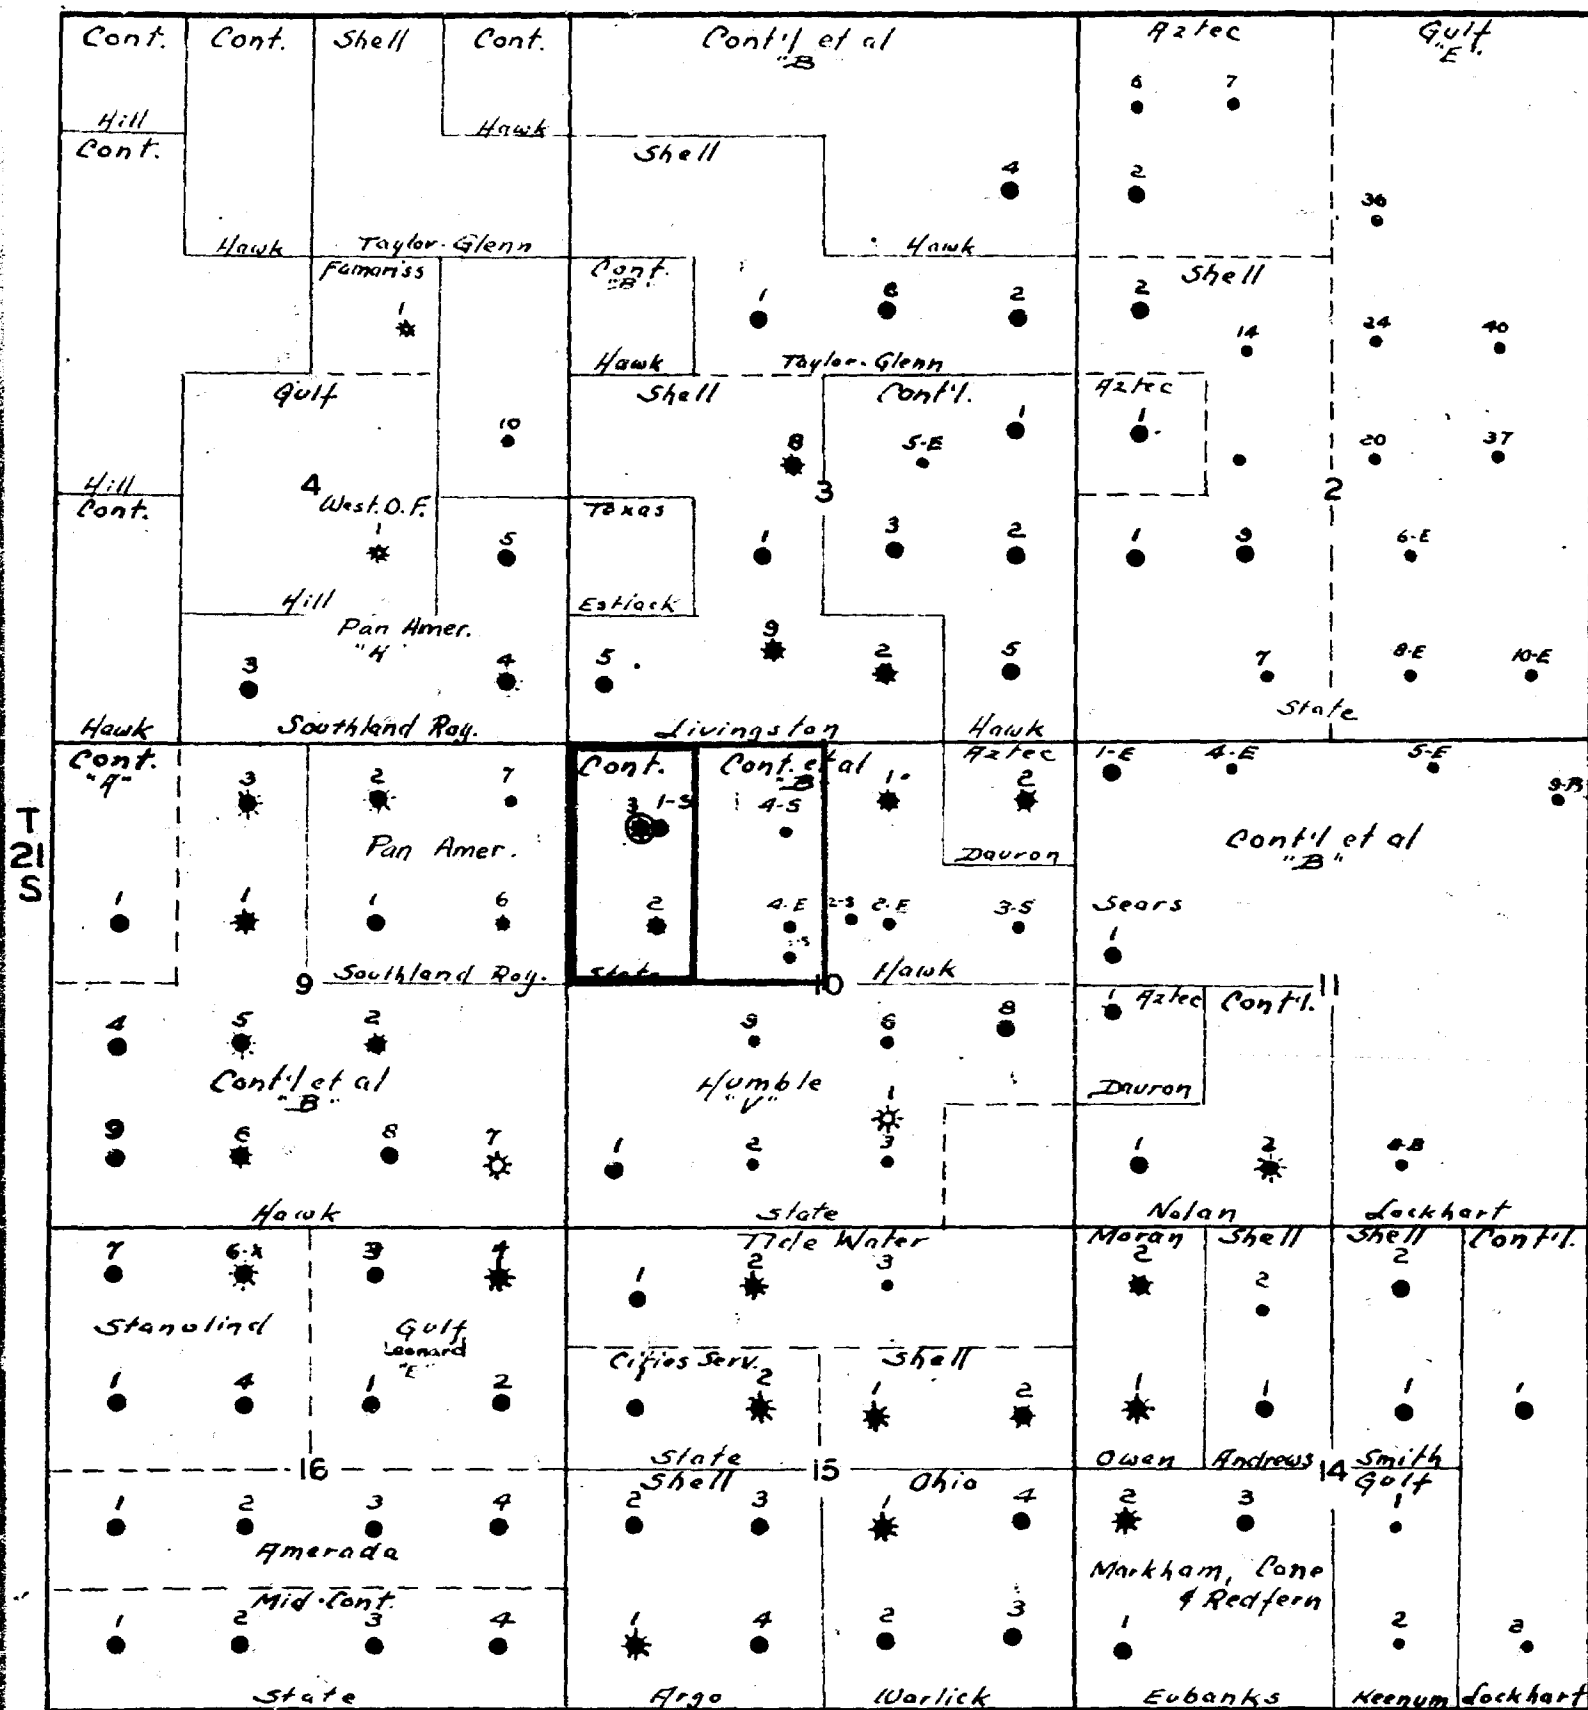 Cont. Cont. Shell Cont. Cont'l et al Aztec Gulf
"B" "E"
6 7
Hill Hawk
Cont. Shell
4 2
36
Hawk Taylor-Glenn Hawk
Famariss Cont. Shell
"B"
1 1 6 2 2
14 24 40
Hawk Taylor-Glenn
Gulf Shell Cont'l. Aztec
10 1 1
8 5-E 20 37
Hill 4 3 2
Cont. West.O.F. Texas
1 5 1 3 2 1 9 6-E
Hill Estlack
Pan Amer.
9
3 4 5 2 5 7 8-E 10-E
State
Hawk Southland Roy. Livingston Hawk
Cont. Cont. Cont. et al Aztec 1-E 4-E 5-E
"A" "B"
3 2 7 1 2 9-B
3 1-S 4-S
T
21
S
Pan Amer. Dauron Cont'l et al
"B"
1 1 1 6 2 4-E 2-S 2-E 3-S Sears
1
Southland Roy. State Hawk
9 10 11
1 Aztec Cont'l.
4 5 2 9 6 8
Cont'l et al Humble Dauron
"B" "V"
1
9 6 8 7 1 2 3 1 2 8-B
Hawk State Nolan Lockhart
Tide Water Moran Shell Shell Cont'l.
7 6-X 3 4 1 2 3 2 2 2
Stanolind Gulf
Leonard
"E"
Cities Serv. Shell
1 4 1 2 1 2 1 2 1 1 1 1
State Owen Andrews Smith
16 15 14
Shell Ohio Gulf
1 2 3 4 2 3 1 4 2 3 1
Amerada
Markham, Cone
& Redfern
Mid-Cont.
1 2 3 4 1 4 2 3 1 2 2
State Argo Warlick Eubanks Keenum Lockhart